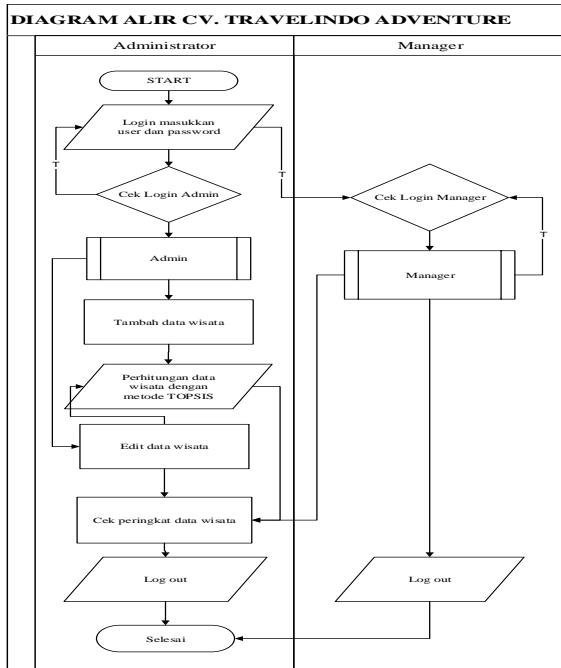 DIAGRAM ALIR CV. TRAVELINDO ADVENTURE
Administrator
Manager
START
Login masukkan
user dan password
T
T
Cek Login Admin
Cek Login Manager
T
Admin
Manager
Tambah data wisata
Perhitungan data
wisata dengan
metode TOPSIS
Edit data wisata
Cek peringkat data wisata
Log out
Log out
Selesai